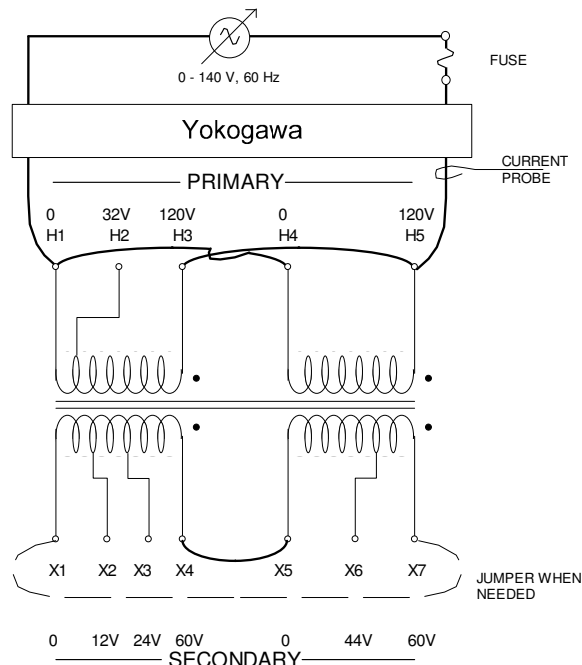 0 - 140 V, 60 Hz
FUSE
Yokogawa
CURRENT
PROBE
PRIMARY
0 32V 120V 0 120V
H1 H2 H3 H4 H5
X1 X2 X3 X4 X5 X6 X7
JUMPER WHEN
NEEDED
0 12V 24V 60V 0 44V 60V
SECONDARY